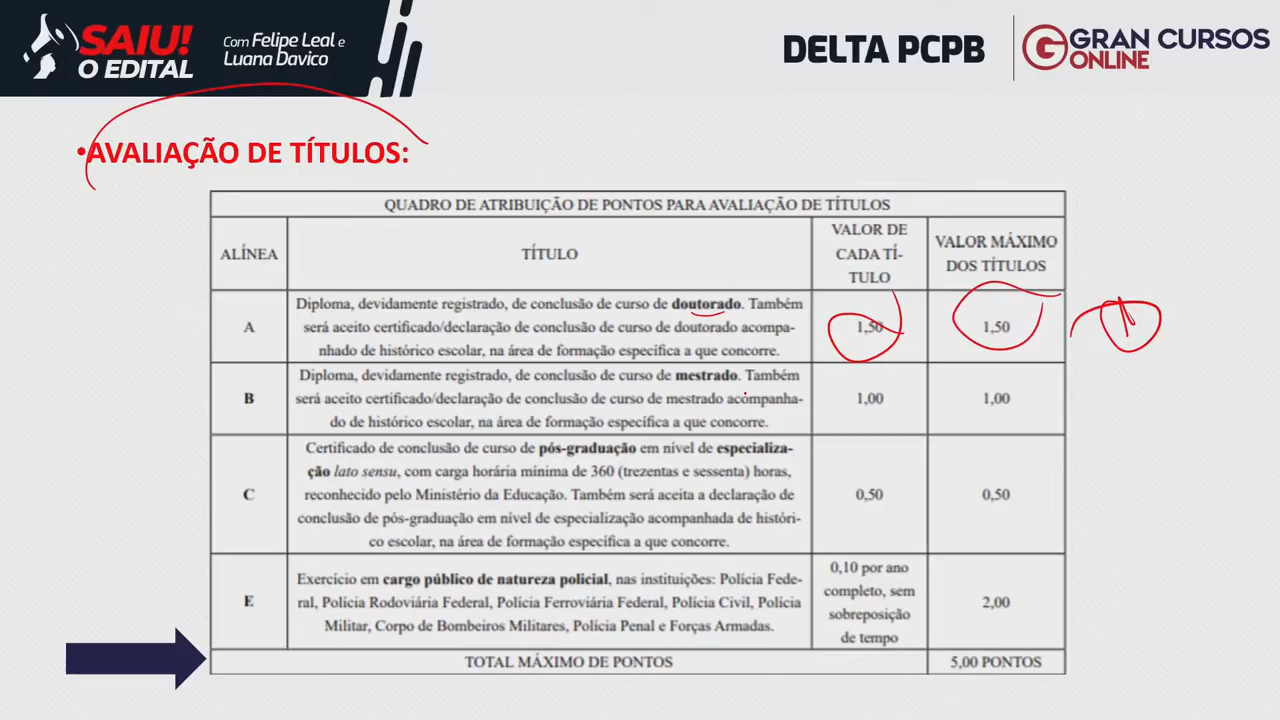 SAIU!
O EDITAL
Com Felipe Leal e
Luana Davico
DELTA PCPB
GRAN CURSOS
ONLINE
•AVALIAÇÃO DE TÍTULOS:
QUADRO DE ATRIBUIÇÃO DE PONTOS PARA AVALIAÇÃO DE TÍTULOS
ALÍNEA
TÍTULO
VALOR DE
CADA TÍ-
TULO
VALOR MÁXIMO
DOS TÍTULOS
A
Diploma, devidamente registrado, de conclusão de curso de doutorado. Também
será aceito certificado/declaração de conclusão de curso de doutorado acompa-
nhado de histórico escolar, na área de formação específica a que concorre.
1,50
1,50
B
Diploma, devidamente registrado, de conclusão de curso de mestrado. Também
será aceito certificado/declaração de conclusão de curso de mestrado acompanha-
do de histórico escolar, na área de formação específica a que concorre.
1,00
1,00
C
Certificado de conclusão de curso de pós-graduação em nível de especializa-
ção lato sensu, com carga horária mínima de 360 (trezentas e sessenta) horas,
reconhecido pelo Ministério da Educação. Também será aceita a declaração de
conclusão de pós-graduação em nível de especialização acompanhada de históri-
co escolar, na área de formação específica a que concorre.
0,50
0,50
E
Exercício em cargo público de natureza policial, nas instituições: Polícia Fede-
ral, Polícia Rodoviária Federal, Polícia Ferroviária Federal, Polícia Civil, Polícia
Militar, Corpo de Bombeiros Militares, Polícia Penal e Forças Armadas.
0,10 por ano
completo, sem
sobreposição
de tempo
2,00
TOTAL MÁXIMO DE PONTOS
5,00 PONTOS